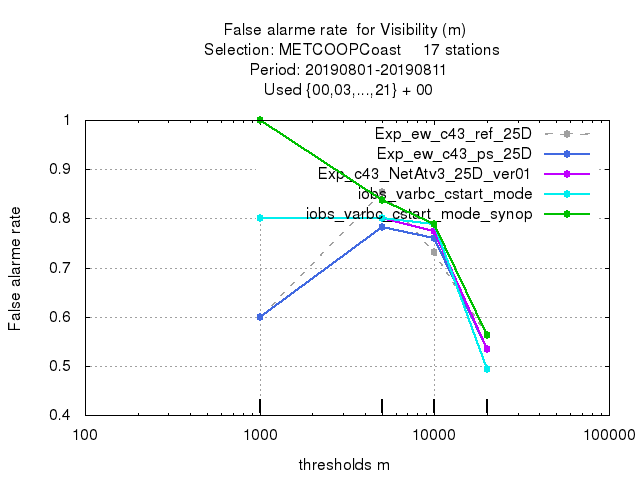 False alarme rate for Visibility (m)
Selection: METCOOPCoast 17 stations
Period: 20190801-20190811
Used {00,03,...,21} + 00
Exp_ew_c43_ref_25D
Exp_ew_c43_ps_25D
Exp_c43_NetAtv3_25D_ver01
iobs_varbc_cstart_mode
iobs_varbc_cstart_mode_synop
False alarme rate
1
0.9
0.8
0.7
0.6
0.5
0.4
100 1000 10000 100000
thresholds m